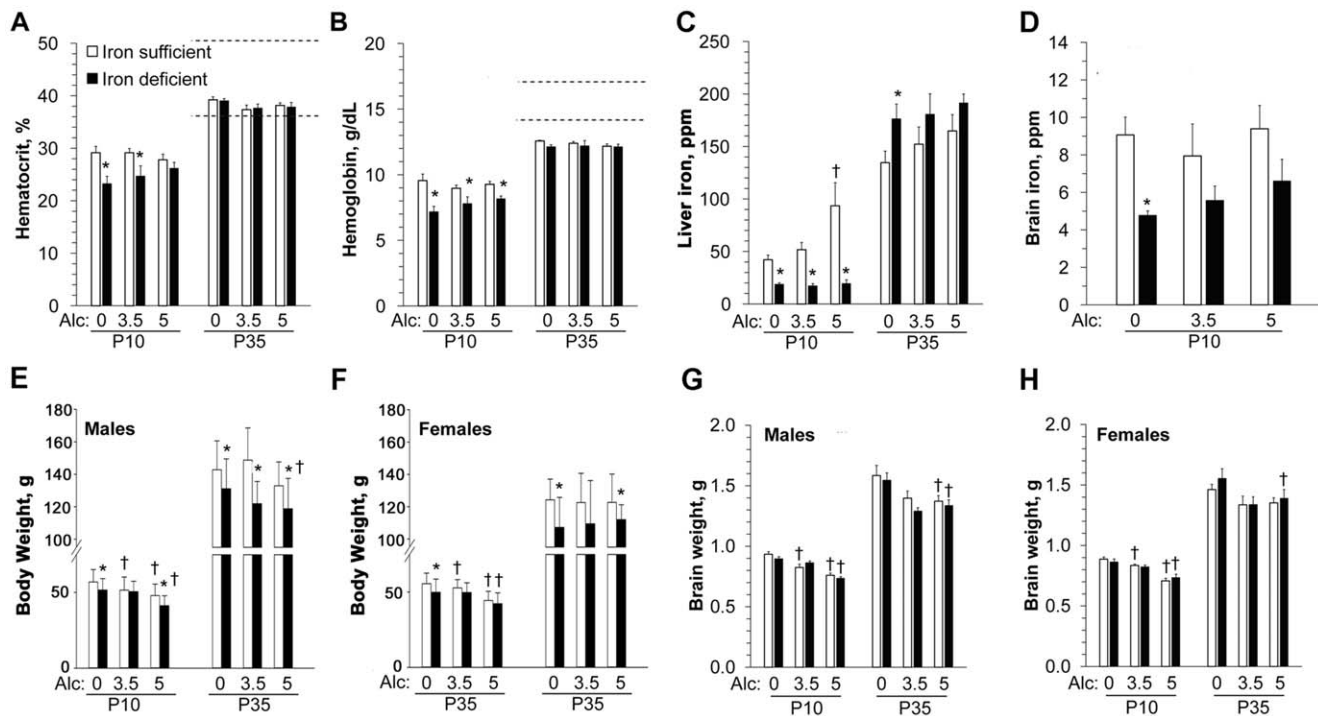 A
B
C
D
50
40
30
20
10
0
Hematocrit, %
Iron sufficient
Iron deficient
*
*
Alc: 0 3.5 5 0 3.5 5
P10 P35
20
15
10
5
0
Hemoglobin, g/dL
*
*
*
Alc: 0 3.5 5 0 3.5 5
P10 P35
250
200
150
100
50
0
Liver iron, ppm
*
*
†
*
*
Alc: 0 3.5 5 0 3.5 5
P10 P35
14
12
10
8
6
4
2
0
Brain iron, ppm
*
Alc: 0 3.5 5
P10
E
F
G
H
180
160
140
120
100
50
0
Body Weight, g
Males
* † † * †
* * * †
Alc: 0 3.5 5 0 3.5 5
P10 P35
180
160
140
120
100
50
0
Body Weight, g
Females
* † † †
* *
Alc: 0 3.5 5 0 3.5 5
P35 P35
2.0
1.5
1.0
0.5
0.0
Brain weight, g
Males
† † †
† †
Alc: 0 3.5 5 0 3.5 5
P10 P35
2.0
1.5
1.0
0.5
0.0
Brain weight, g
Females
† † †
†
Alc: 0 3.5 5 0 3.5 5
P10 P35